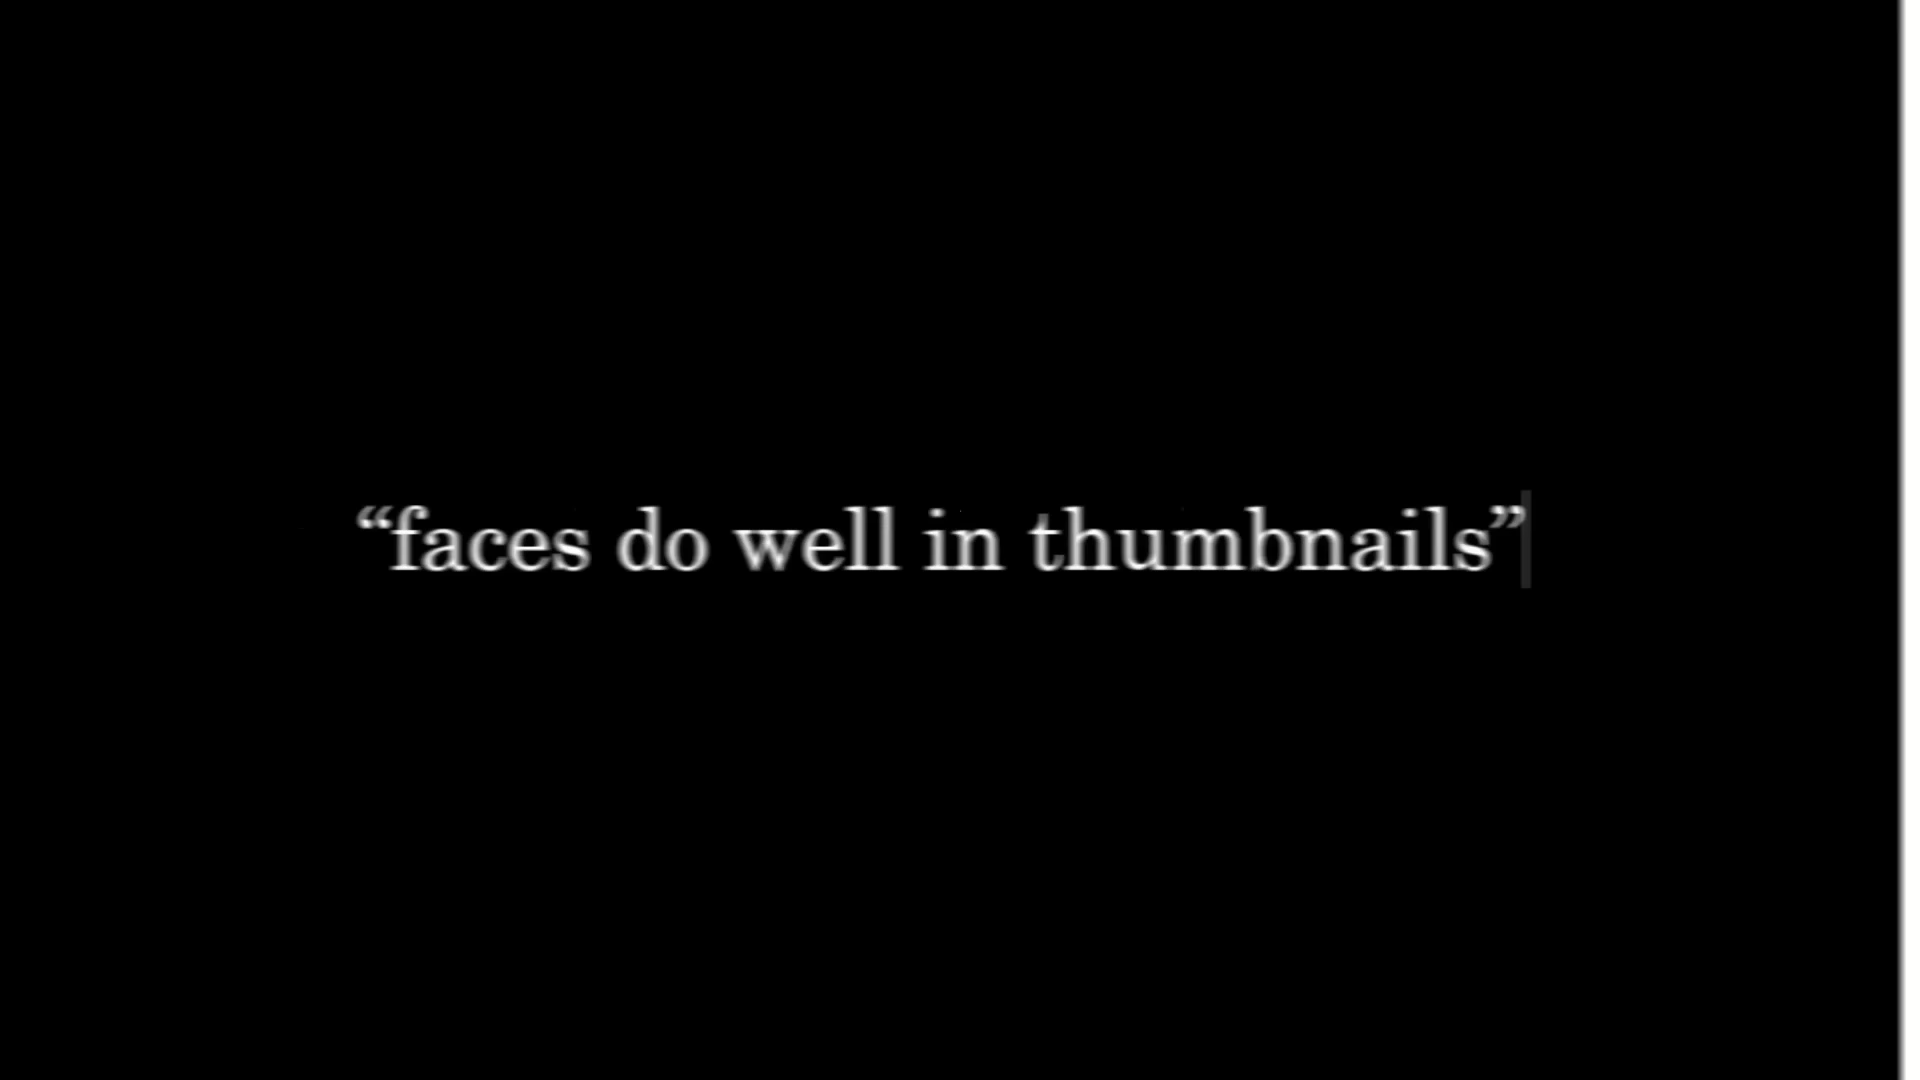 “faces do well in thumbnails”